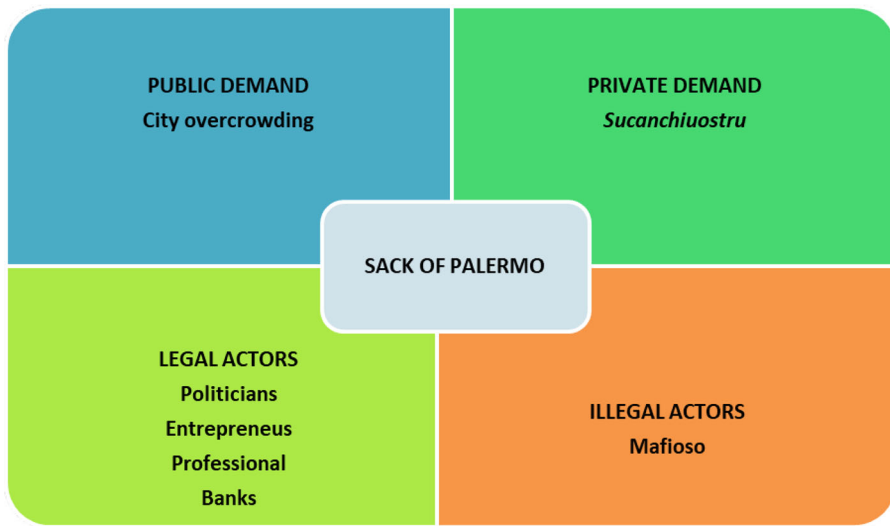 PUBLIC DEMAND
City overcrowding
PRIVATE DEMAND
Sucanchiuostru
SACK OF PALERMO
LEGAL ACTORS
Politicians
Entrepreneus
Professional
Banks
ILLEGAL ACTORS
Mafioso